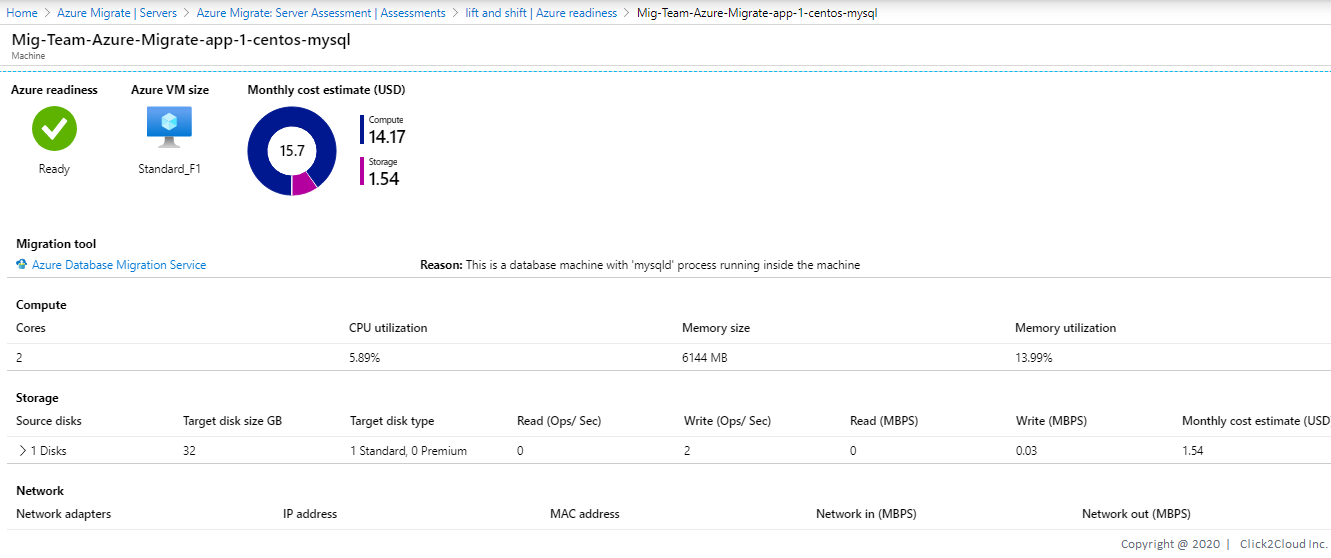 Home > Azure Migrate | Servers > Azure Migrate: Server Assessment | Assessments > lift and shift | Azure readiness > Mig-Team-Azure-Migrate-app-1-centos-mysql
Mig-Team-Azure-Migrate-app-1-centos-mysql
Machine
Azure readiness Azure VM size Monthly cost estimate (USD)
Compute
14.17
15.7
Storage
1.54
Ready Standard_F1
Migration tool
Azure Database Migration Service Reason: This is a database machine with 'mysqld' process running inside the machine
Compute
Cores CPU utilization Memory size Memory utilization
2 5.89% 6144 MB 13.99%
Storage
Source disks Target disk size GB Target disk type Read (Ops/ Sec) Write (Ops/ Sec) Read (MBPS) Write (MBPS) Monthly cost estimate (USD
> 1 Disks 32 1 Standard, 0 Premium 0 2 0 0.03 1.54
Network
Network adapters IP address MAC address Network in (MBPS) Network out (MBPS)
Copyright @ 2020 | Click2Cloud Inc.